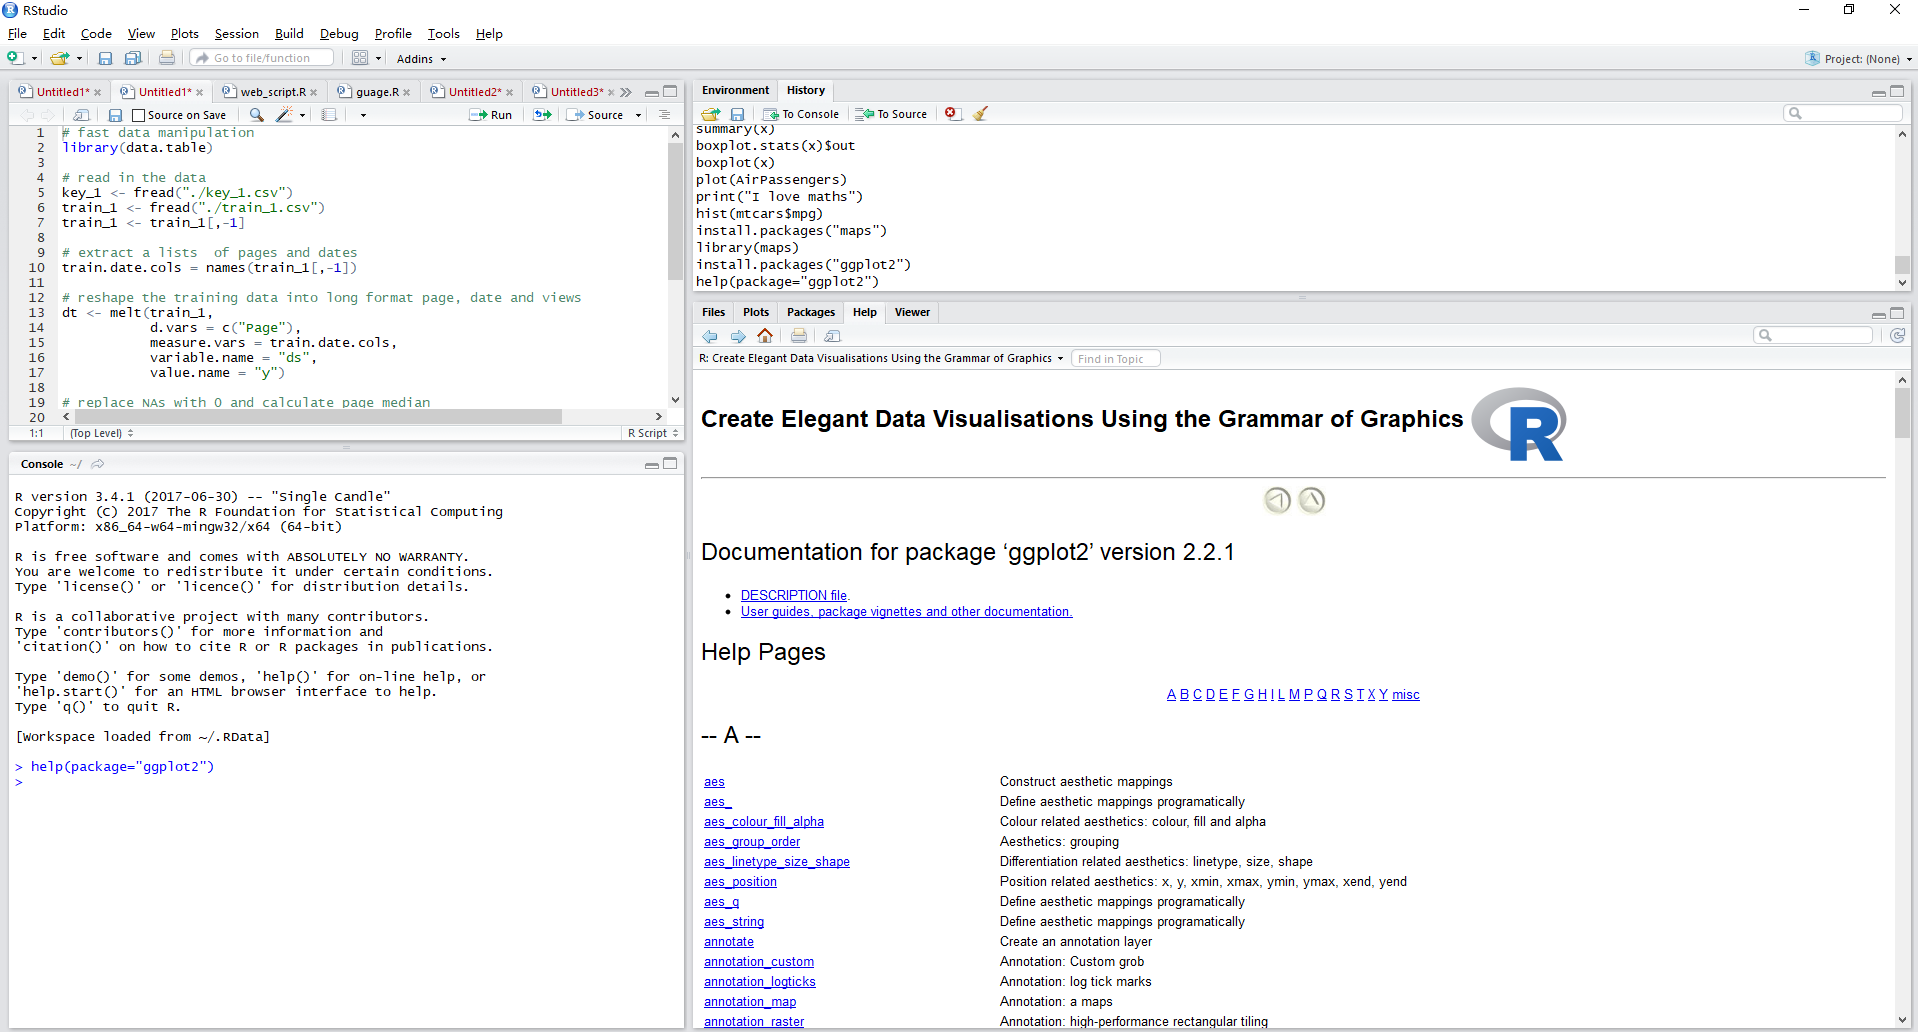 RStudio
File Edit Code View Plots Session Build Debug Profile Tools Help
Go to file/function Addins Project: (None)
Untitled1* Untitled1* web_script.R guage.R Untitled2* Untitled3*
Source on Save Run Source
1 # fast data manipulation
2 library(data.table)
3
4 # read in the data
5 key_1 <- fread("./key_1.csv")
6 train_1 <- fread("./train_1.csv")
7 train_1 <- train_1[,-1]
8
9 # extract a lists  of pages and dates
10 train.date.cols = names(train_1[,-1])
11
12 # reshape the training data into long format page, date and views
13 dt <- melt(train_1,
14 d.vars = c("Page"),
15 measure.vars = train.date.cols,
16 variable.name = "ds",
17 value.name = "y")
18
19 # replace NAs with 0 and calculate page median
20
1:1 (Top Level) R Script
Console ~/
R version 3.4.1 (2017-06-30) -- "Single Candle"
Copyright (C) 2017 The R Foundation for Statistical Computing
Platform: x86_64-w64-mingw32/x64 (64-bit)
R is free software and comes with ABSOLUTELY NO WARRANTY.
You are welcome to redistribute it under certain conditions.
Type 'license()' or 'licence()' for distribution details.
R is a collaborative project with many contributors.
Type 'contributors()' for more information and
'citation()' on how to cite R or R packages in publications.
Type 'demo()' for some demos, 'help()' for on-line help, or
'help.start()' for an HTML browser interface to help.
Type 'q()' to quit R.
[Workspace loaded from ~/.RData]
> help(package="ggplot2")
>
Environment History
To Console To Source
summary(x)
boxplot.stats(x)$out
boxplot(x)
plot(AirPassengers)
print("I love maths")
hist(mtcars$mpg)
install.packages("maps")
library(maps)
install.packages("ggplot2")
help(package="ggplot2")
Files Plots Packages Help Viewer
R: Create Elegant Data Visualisations Using the Grammar of Graphics Find in Topic
Create Elegant Data Visualisations Using the Grammar of Graphics R
Documentation for package ‘ggplot2’ version 2.2.1
• DESCRIPTION file.
• User guides, package vignettes and other documentation.
Help Pages
A B C D E F G H I L M P Q R S T X Y misc
-- A --
aes Construct aesthetic mappings
aes_ Define aesthetic mappings programatically
aes_colour_fill_alpha Colour related aesthetics: colour, fill and alpha
aes_group_order Aesthetics: grouping
aes_linetype_size_shape Differentiation related aesthetics: linetype, size, shape
aes_position Position related aesthetics: x, y, xmin, xmax, ymin, ymax, xend, yend
aes_q Define aesthetic mappings programatically
aes_string Define aesthetic mappings programatically
annotate Create an annotation layer
annotation_custom Annotation: Custom grob
annotation_logticks Annotation: log tick marks
annotation_map Annotation: a maps
annotation_raster Annotation: high-performance rectangular tiling